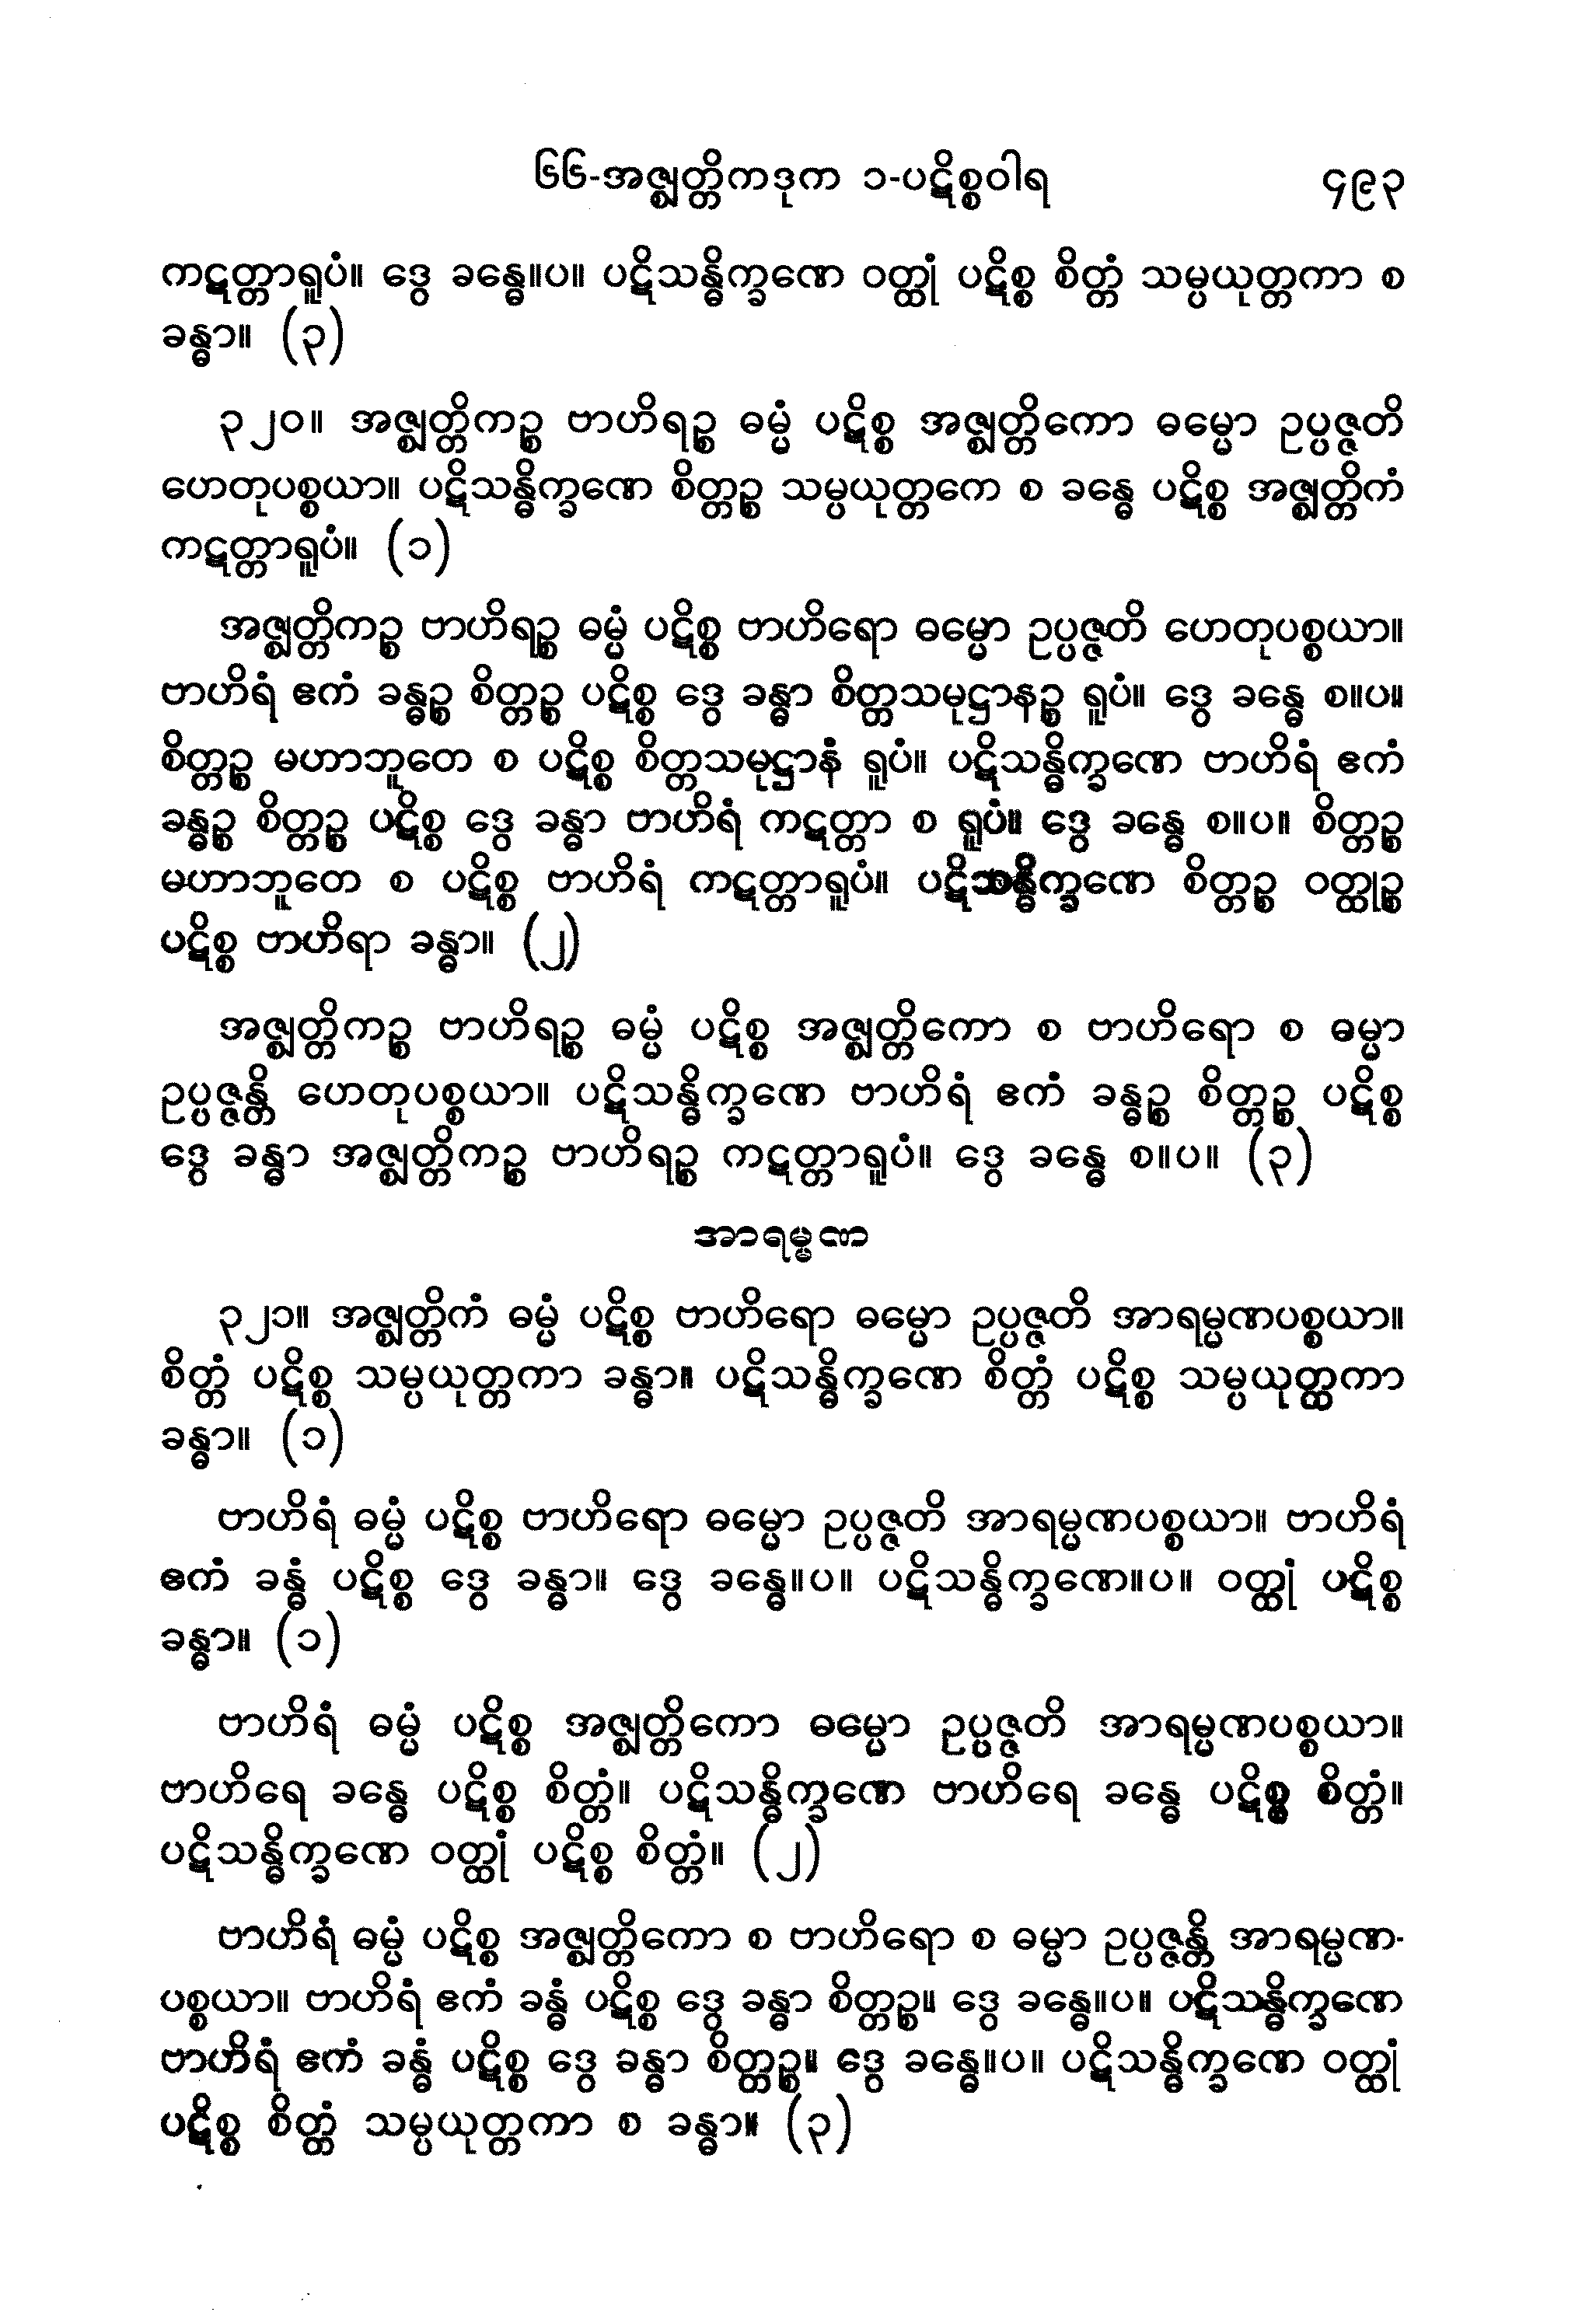 ၆၆-အဇ္ဈတ္တိကဒုက ၁-ပဋိစ္စဝါရ ၄၉၃
ကဋတ္တာရူပံ။ ဒွေ ခန္ဓေ။ပ။ ပဋိသန္ဓိက္ခဏေ ဝတ္ထုံ ပဋိစ္စ စိတ္တံ သမ္ပယုတ္တကာ စ
ခန္ဓာ။ (၃)
၃၂၀။ အဇ္ဈတ္တိကဉ္စ ဗာဟိရဉ္စ ဓမ္မံ ပဋိစ္စ အဇ္ဈတ္တိကော ဓမ္မော ဥပ္ပဇ္ဇတိ
ဟေတုပစ္စယာ။ ပဋိသန္ဓိက္ခဏေ စိတ္တဉ္စ သမ္ပယုတ္တကေ စ ခန္ဓေ ပဋိစ္စ အဇ္ဈတ္တိကံ
ကဋတ္တာရူပံ။ (၁)
အဇ္ဈတ္တိကဉ္စ ဗာဟိရဉ္စ ဓမ္မံ ပဋိစ္စ ဗာဟိရော ဓမ္မော ဥပ္ပဇ္ဇတိ ဟေတုပစ္စယာ။
ဗာဟိရံ ဧကံ ခန္ဓဉ္စ စိတ္တဉ္စ ပဋိစ္စ ဒွေ ခန္ဓာ စိတ္တသမုဋ္ဌာနဉ္စ ရူပံ။ ဒွေ ခန္ဓေ စ။ပ။
စိတ္တဉ္စ မဟာဘူတေ စ ပဋိစ္စ စိတ္တသမုဋ္ဌာနံ ရူပံ။ ပဋိသန္ဓိက္ခဏေ ဗာဟိရံ ဧကံ
ခန္ဓဉ္စ စိတ္တဉ္စ ပဋိစ္စ ဒွေ ခန္ဓာ ဗာဟိရံ ကဋတ္တာ စ ရူပံ။ ဒွေ ခန္ဓေ စ။ပ။ စိတ္တဉ္စ
မဟာဘူတေ စ ပဋိစ္စ ဗာဟိရံ ကဋတ္တာရူပံ။ ပဋိသန္ဓိက္ခဏေ စိတ္တဉ္စ ဝတ္ထုဉ္စ
ပဋိစ္စ ဗာဟိရာ ခန္ဓာ။ (၂)
အဇ္ဈတ္တိကဉ္စ ဗာဟိရဉ္စ ဓမ္မံ ပဋိစ္စ အဇ္ဈတ္တိကော စ ဗာဟိရော စ ဓမ္မာ
ဥပ္ပဇ္ဇန္တိ ဟေတုပစ္စယာ။ ပဋိသန္ဓိက္ခဏေ ဗာဟိရံ ဧကံ ခန္ဓဉ္စ စိတ္တဉ္စ ပဋိစ္စ
ဒွေ ခန္ဓာ အဇ္ဈတ္တိကဉ္စ ဗာဟိရဉ္စ ကဋတ္တာရူပံ။ ဒွေ ခန္ဓေ စ။ပ။ (၃)
အာရမ္မဏ
၃၂၁။ အဇ္ဈတ္တိကံ ဓမ္မံ ပဋိစ္စ ဗာဟိရော ဓမ္မော ဥပ္ပဇ္ဇတိ အာရမ္မဏပစ္စယာ။
စိတ္တံ ပဋိစ္စ သမ္ပယုတ္တကာ ခန္ဓာ။ ပဋိသန္ဓိက္ခဏေ စိတ္တံ ပဋိစ္စ သမ္ပယုတ္တကာ
ခန္ဓာ။ (၁)
ဗာဟိရံ ဓမ္မံ ပဋိစ္စ ဗာဟိရော ဓမ္မော ဥပ္ပဇ္ဇတိ အာရမ္မဏပစ္စယာ။ ဗာဟိရံ
ဧကံ ခန္ဓံ ပဋိစ္စ ဒွေ ခန္ဓာ။ ဒွေ ခန္ဓေ။ပ။ ပဋိသန္ဓိက္ခဏေ။ပ။ ဝတ္ထုံ ပဋိစ္စ
ခန္ဓာ။ (၁)
ဗာဟိရံ ဓမ္မံ ပဋိစ္စ အဇ္ဈတ္တိကော ဓမ္မော ဥပ္ပဇ္ဇတိ အာရမ္မဏပစ္စယာ။
ဗာဟိရေ ခန္ဓေ ပဋိစ္စ စိတ္တံ။ ပဋိသန္ဓိက္ခဏေ ဗာဟိရေ ခန္ဓေ ပဋိစ္စ စိတ္တံ။
ပဋိသန္ဓိက္ခဏေ ဝတ္ထုံ ပဋိစ္စ စိတ္တံ။ (၂)
ဗာဟိရံ ဓမ္မံ ပဋိစ္စ အဇ္ဈတ္တိကော စ ဗာဟိရော စ ဓမ္မာ ဥပ္ပဇ္ဇန္တိ အာရမ္မဏ-
ပစ္စယာ။ ဗာဟိရံ ဧကံ ခန္ဓံ ပဋိစ္စ ဒွေ ခန္ဓာ စိတ္တဉ္စ။ ဒွေ ခန္ဓေ။ပ။ ပဋိသန္ဓိက္ခဏေ
ဗာဟိရံ ဧကံ ခန္ဓံ ပဋိစ္စ ဒွေ ခန္ဓာ စိတ္တဉ္စ။ ဒွေ ခန္ဓေ။ပ။ ပဋိသန္ဓိက္ခဏေ ဝတ္ထုံ
ပဋိစ္စ စိတ္တံ သမ္ပယုတ္တကာ စ ခန္ဓာ။ (၃)